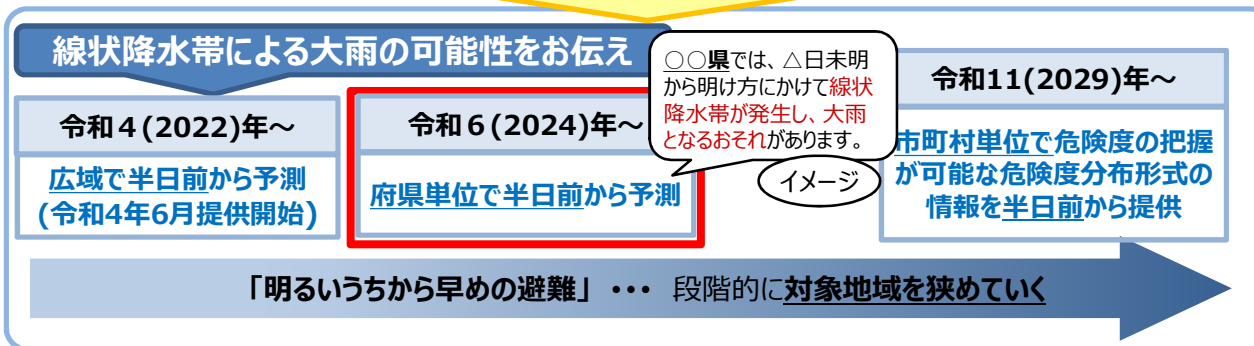 線状降水帯による大雨の可能性をお伝え
○○県では、△日未明
から明け方にかけて線状
降水帯が発生し、大雨
となるおそれがあります。
イメージ
令和４(2022)年～
広域で半日前から予測
(令和4年6月提供開始)
令和６(2024)年～
府県単位で半日前から予測
令和11(2029)年～
市町村単位で危険度の把握
が可能な危険度分布形式の
情報を半日前から提供
「明るいうちから早めの避難」・・・ 段階的に対象地域を狭めていく